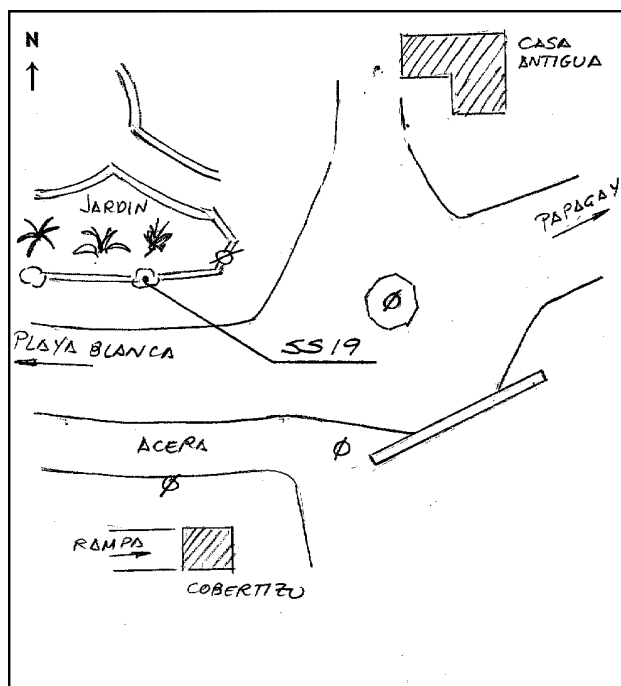 N
CASA
ANTIGUA
JARDIN
PAPAGAY
PLAYA BLANCA
SS19
ACERA
RAMPA
COBERTIZO